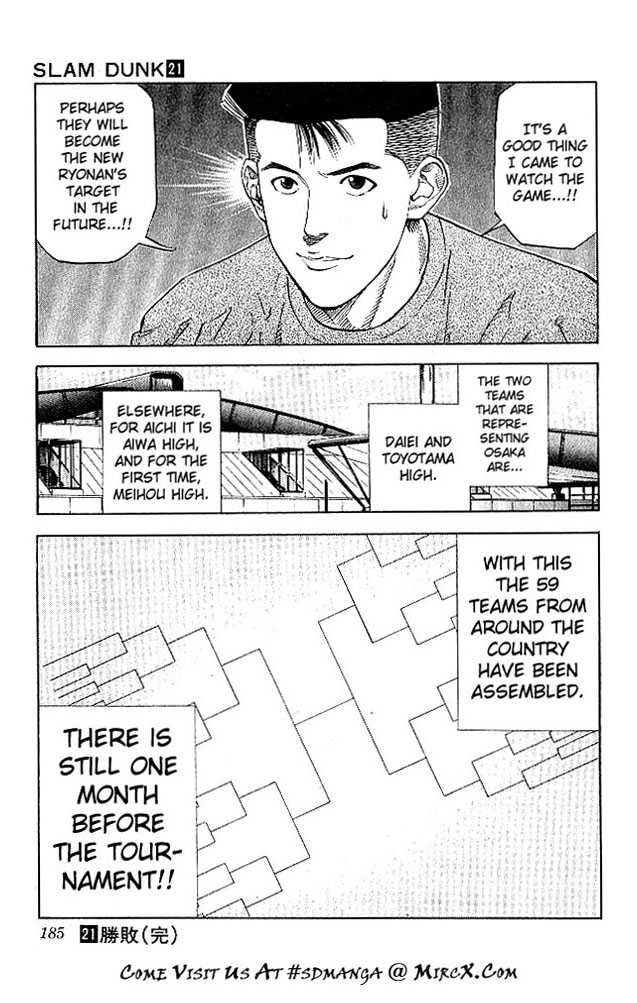 SLAM DUNK 21
IT'S A
GOOD THING
I CAME TO
WATCH THE
GAME...!!
PERHAPS
THEY WILL
BECOME
THE NEW
RYONAN'S
TARGET
IN THE
FUTURE...!!
THE TWO
TEAMS
THAT ARE
REPRE-
SENTING
OSAKA
ARE...
DAIEI AND
TOYOTAMA
HIGH.
ELSEWHERE,
FOR AICHI IT IS
AIWA HIGH,
AND FOR THE
FIRST TIME,
MEIHOU HIGH.
WITH THIS
THE 59
TEAMS FROM
AROUND THE
COUNTRY
HAVE BEEN
ASSEMBLED.
THERE IS
STILL ONE
MONTH
BEFORE
THE TOUR-
NAMENT!!
185 21 勝敗(完)
COME VISIT US AT #SDMANGA @ MIRCX.COM